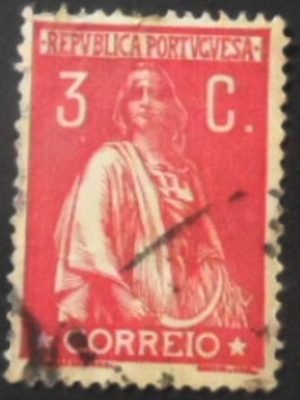 REPVBLICA PORTVGVESA
3 C.
CORREIO